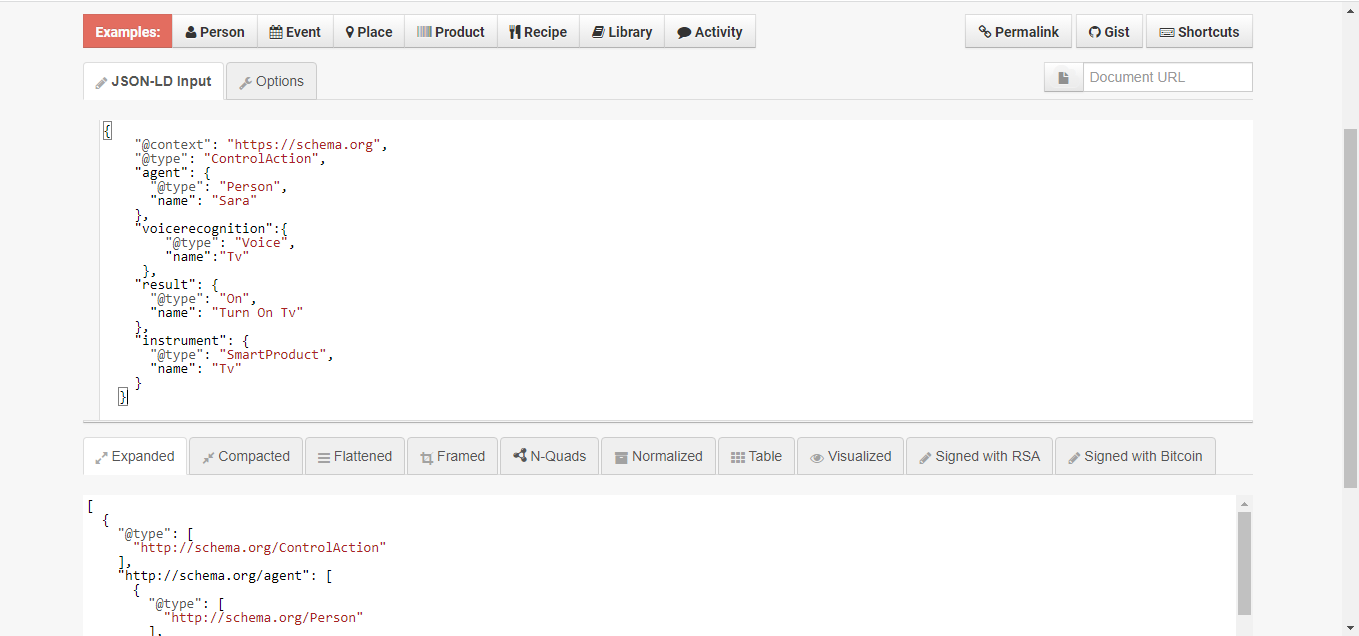 Examples: Person Event Place Product Recipe Library Activity Permalink Gist Shortcuts
JSON-LD Input Options Document URL
{
"@context": "https://schema.org",
"@type": "ControlAction",
"agent": {
"@type": "Person",
"name": "Sara"
},
"voicerecognition":{
"@type": "Voice",
"name":"Tv"
},
"result": {
"@type": "On",
"name": "Turn On Tv"
},
"instrument": {
"@type": "SmartProduct",
"name": "Tv"
}
}
Expanded Compacted Flattened Framed N-Quads Normalized Table Visualized Signed with RSA Signed with Bitcoin
[
{
"@type": [
"http://schema.org/ControlAction"
],
"http://schema.org/agent": [
{
"@type": [
"http://schema.org/Person"
],